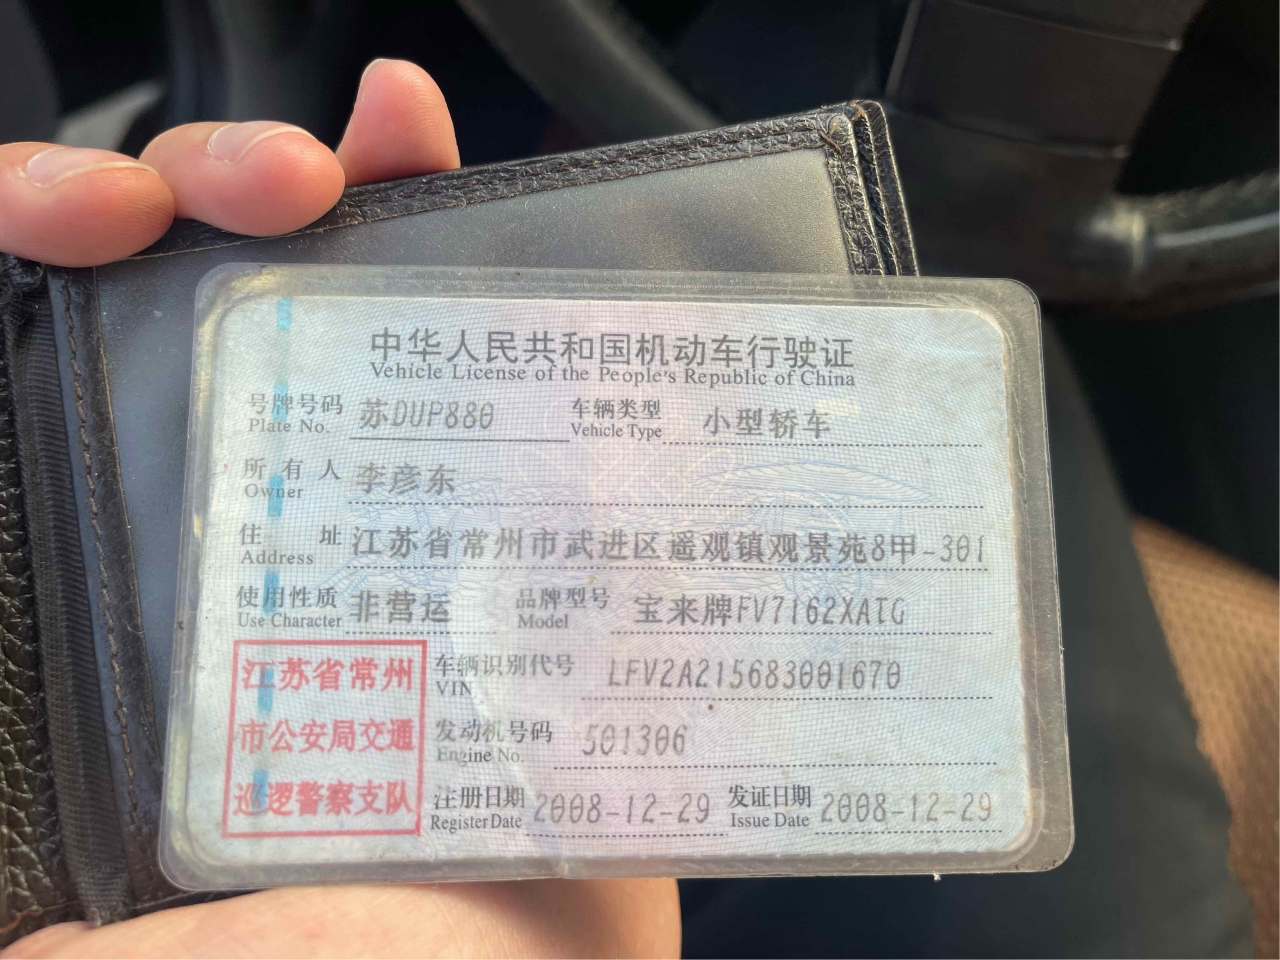 中华人民共和国机动车行驶证
Vehicle License of the People's Republic of China
号牌号码 苏DUP880 车辆类型 小型轿车
Plate No. Vehicle Type
所有人 李彦东
Owner
住址 江苏省常州市武进区遥观镇观景苑8甲-301
Address
使用性质 非营运 品牌型号 宝来牌FV7162XATG
Use Character Model
江苏省常州
市公安局交通
巡逻警察支队
车辆识别代号 LFV2A215683001670
VIN
发动机号码 501306
Engine No.
注册日期 2008-12-29 发证日期 2008-12-29
Register Date Issue Date